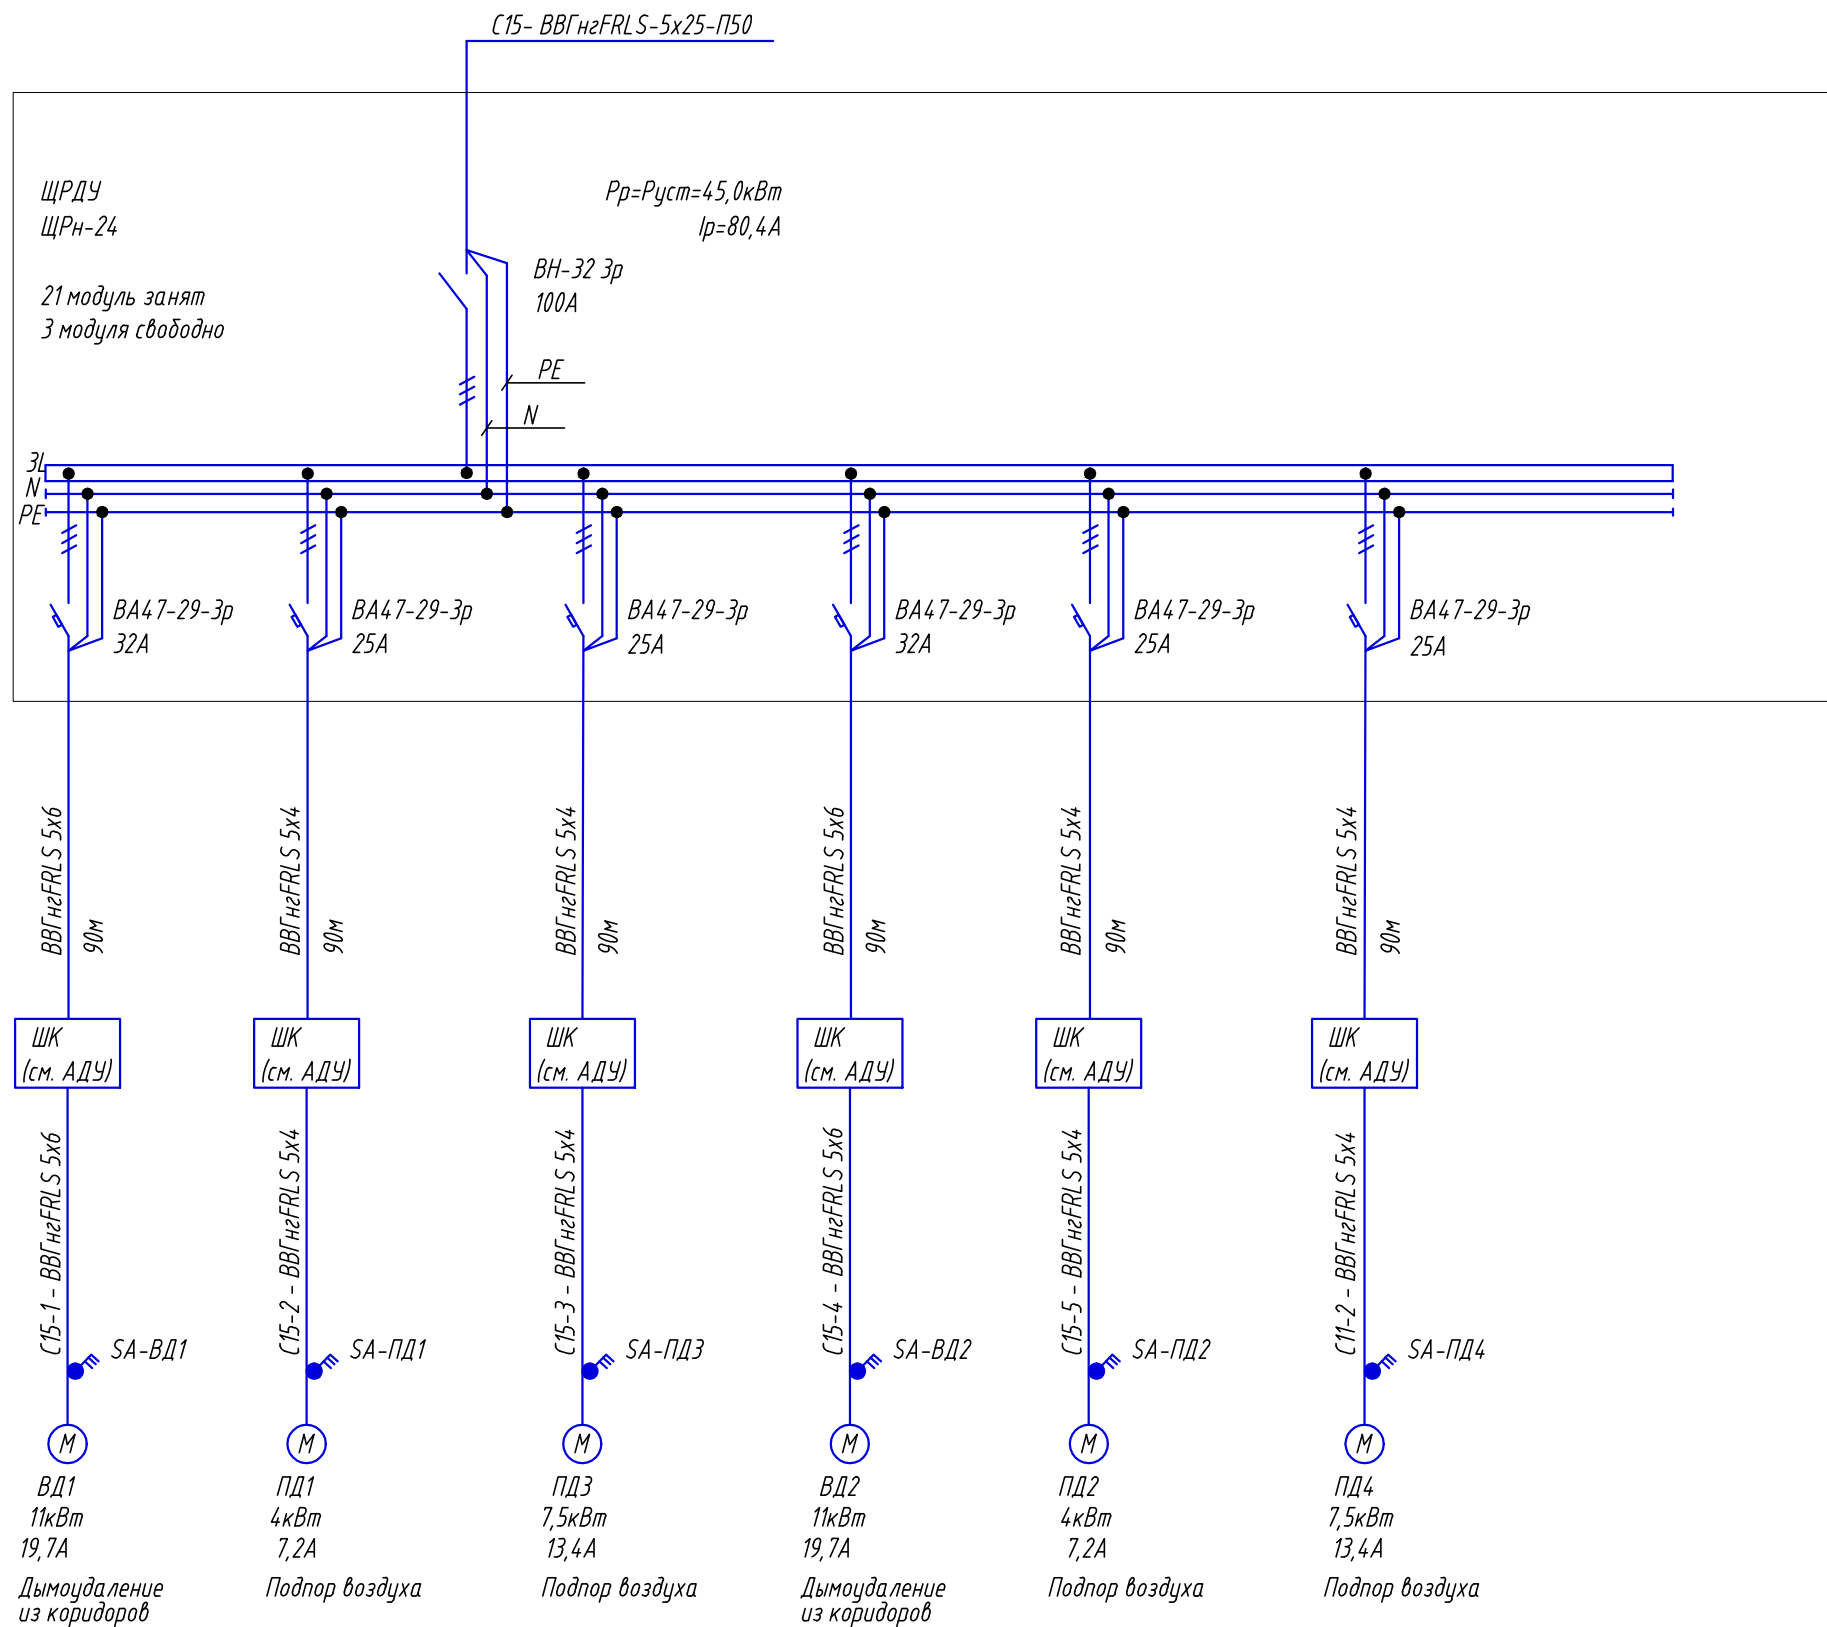 С15- ВВГнгFRLS-5х25-П50
ЩРДУ
ЩРн-24
21 модуль занят
3 модуля свободно
Рр=Руст=45,0кВт
Iр=80,4А
ВН-32 3р
100А
PE
N
3L
N
PE
ВА47-29-3р
32А
ВА47-29-3р
25А
ВА47-29-3р
25А
ВА47-29-3р
32А
ВА47-29-3р
25А
ВА47-29-3р
25А
ВВГнгFRLS 5х6
90м
ВВГнгFRLS 5х4
90м
ВВГнгFRLS 5х4
90м
ВВГнгFRLS 5х6
90м
ВВГнгFRLS 5х4
90м
ВВГнгFRLS 5х4
90м
ШК
(см. АДУ)
ШК
(см. АДУ)
ШК
(см. АДУ)
ШК
(см. АДУ)
ШК
(см. АДУ)
ШК
(см. АДУ)
С15-1 - ВВГнгFRLS 5х6
С15-2 - ВВГнгFRLS 5х4
С15-3 - ВВГнгFRLS 5х4
С15-4 - ВВГнгFRLS 5х6
С15-5 - ВВГнгFRLS 5х4
С11-2 - ВВГнгFRLS 5х4
SA-ВД1
SA-ПД1
SA-ПД3
SA-ВД2
SA-ПД2
SA-ПД4
М
М
М
М
М
М
ВД1
11кВт
19,7А
Дымоудаление
из коридоров
ПД1
4кВт
7,2А
Подпор воздуха
ПД3
7,5кВт
13,4А
Подпор воздуха
ВД2
11кВт
19,7А
Дымоудаление
из коридоров
ПД2
4кВт
7,2А
Подпор воздуха
ПД4
7,5кВт
13,4А
Подпор воздуха